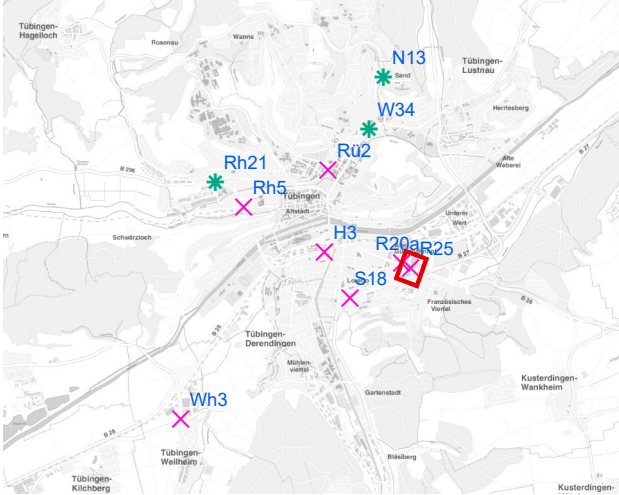 Tübingen-
Hagelloch
Rosenau
Wanne
N13
Sand
Tübingen-
Lustnau
W34
Herrlesberg
B 27
Rü2
Alte
Weberei
B 296
Rh21
Rh5
Tübingen
Altstadt
Unterer
Wert
Schwärzloch
H3
R20a
R25
B 27
S18
B 28
Französisches
Viertel
B 28
Tübingen-
Derendingen
Mühlen-
viertel
Gartenstadt
Kusterdingen-
Wankheim
Wh3
B 28
Bläsiberg
Tübingen-
Weilheim
Tübingen-
Kilchberg
Kusterdingen-